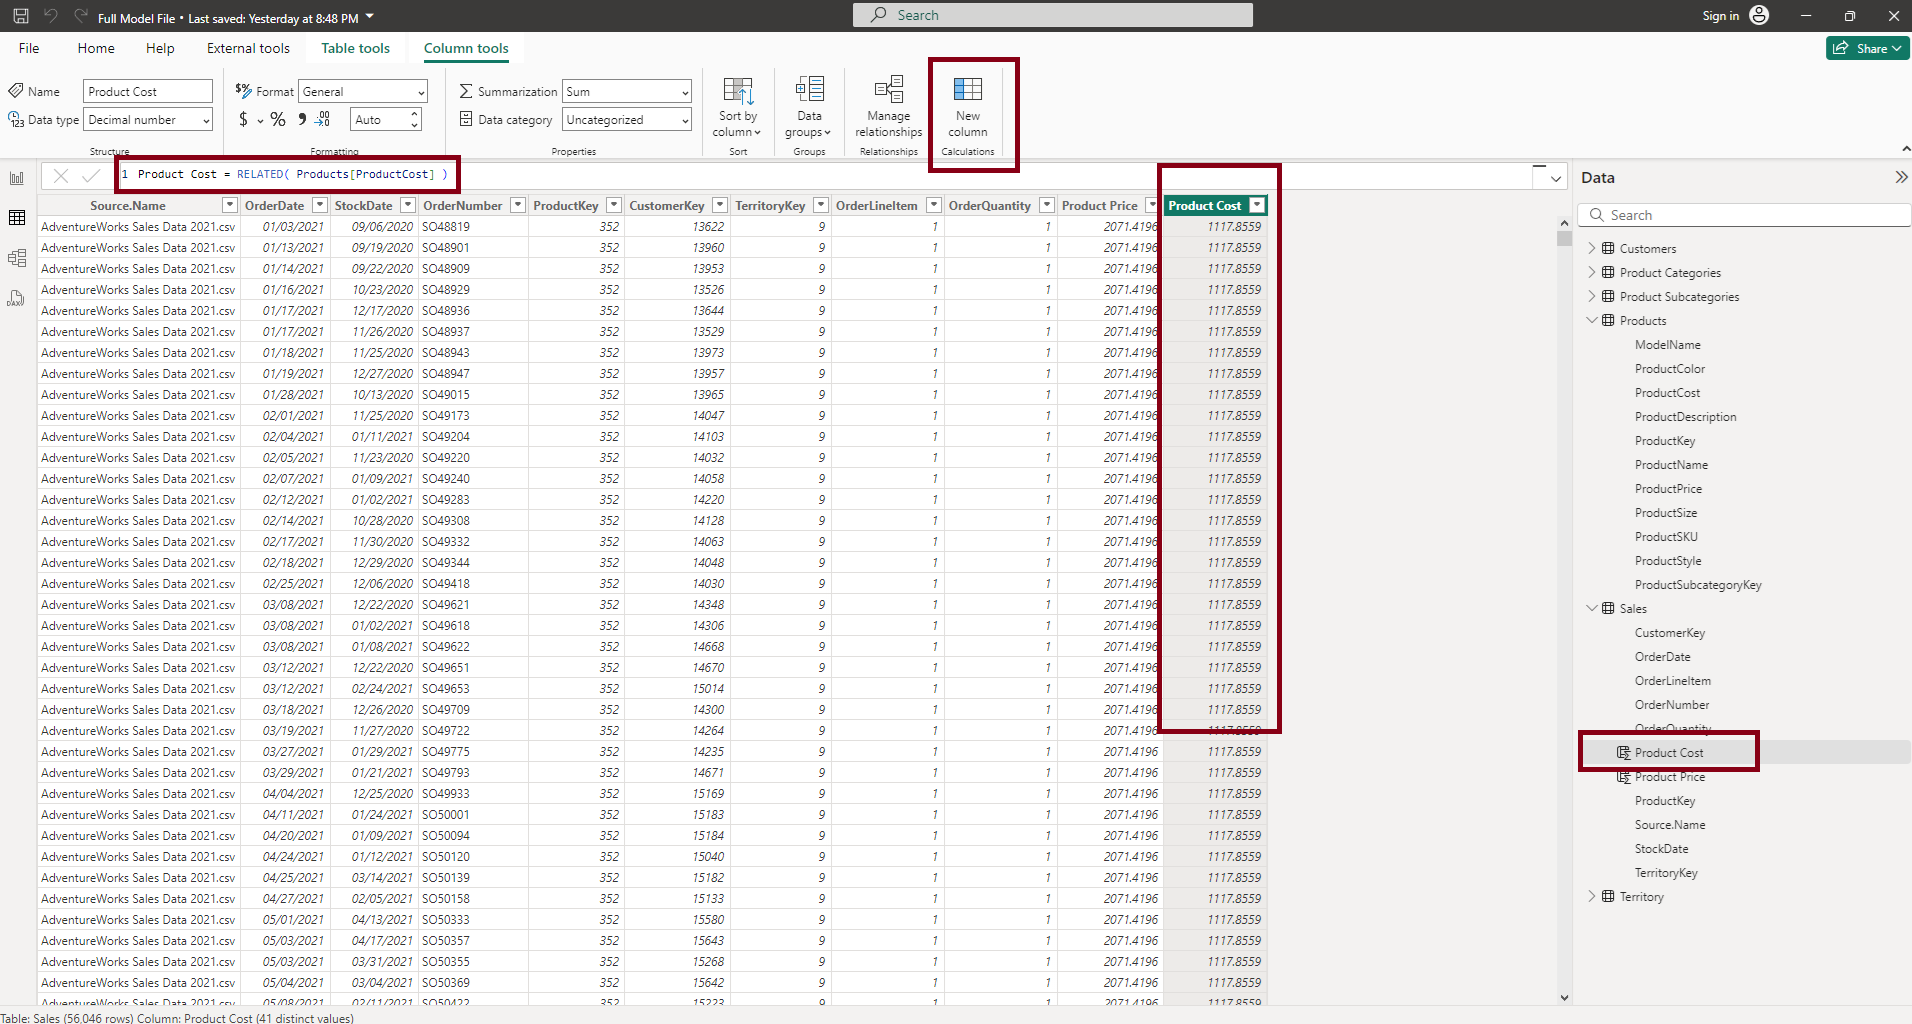 Full Model File • Last saved: Yesterday at 8:48 PM
Search
Sign in
File Home Help External tools Table tools Column tools
Share
Name Product Cost
Data type Decimal number
Structure
$% Format General
$ % Auto
Formatting
Summarization Sum
Data category Uncategorized
Properties
Sort by column
Sort
Data groups
Groups
Manage relationships
Relationships
New column
Calculations
1 Product Cost = RELATED( Products[ProductCost] )
Source.Name OrderDate StockDate OrderNumber ProductKey CustomerKey TerritoryKey OrderLineItem OrderQuantity Product Price Product Cost
AdventureWorks Sales Data 2021.csv 01/03/2021 09/06/2020 SO48819 352 13622 9 1 1 2071.4196 1117.8559
AdventureWorks Sales Data 2021.csv 01/13/2021 09/19/2020 SO48901 352 13960 9 1 1 2071.4196 1117.8559
AdventureWorks Sales Data 2021.csv 01/14/2021 09/22/2020 SO48909 352 13953 9 1 1 2071.4196 1117.8559
AdventureWorks Sales Data 2021.csv 01/16/2021 10/23/2020 SO48929 352 13526 9 1 1 2071.4196 1117.8559
AdventureWorks Sales Data 2021.csv 01/17/2021 12/17/2020 SO48936 352 13644 9 1 1 2071.4196 1117.8559
AdventureWorks Sales Data 2021.csv 01/17/2021 11/26/2020 SO48937 352 13529 9 1 1 2071.4196 1117.8559
AdventureWorks Sales Data 2021.csv 01/18/2021 11/25/2020 SO48943 352 13973 9 1 1 2071.4196 1117.8559
AdventureWorks Sales Data 2021.csv 01/19/2021 12/27/2020 SO48947 352 13957 9 1 1 2071.4196 1117.8559
AdventureWorks Sales Data 2021.csv 01/28/2021 10/13/2020 SO49015 352 13965 9 1 1 2071.4196 1117.8559
AdventureWorks Sales Data 2021.csv 02/01/2021 11/25/2020 SO49173 352 14047 9 1 1 2071.4196 1117.8559
AdventureWorks Sales Data 2021.csv 02/04/2021 01/11/2021 SO49204 352 14103 9 1 1 2071.4196 1117.8559
AdventureWorks Sales Data 2021.csv 02/05/2021 11/23/2020 SO49220 352 14032 9 1 1 2071.4196 1117.8559
AdventureWorks Sales Data 2021.csv 02/07/2021 01/09/2021 SO49240 352 14058 9 1 1 2071.4196 1117.8559
AdventureWorks Sales Data 2021.csv 02/12/2021 01/02/2021 SO49283 352 14220 9 1 1 2071.4196 1117.8559
AdventureWorks Sales Data 2021.csv 02/14/2021 10/28/2020 SO49308 352 14128 9 1 1 2071.4196 1117.8559
AdventureWorks Sales Data 2021.csv 02/17/2021 11/30/2020 SO49332 352 14063 9 1 1 2071.4196 1117.8559
AdventureWorks Sales Data 2021.csv 02/18/2021 12/29/2020 SO49344 352 14048 9 1 1 2071.4196 1117.8559
AdventureWorks Sales Data 2021.csv 02/25/2021 12/06/2020 SO49418 352 14030 9 1 1 2071.4196 1117.8559
AdventureWorks Sales Data 2021.csv 03/08/2021 12/22/2020 SO49621 352 14348 9 1 1 2071.4196 1117.8559
AdventureWorks Sales Data 2021.csv 03/08/2021 01/02/2021 SO49618 352 14306 9 1 1 2071.4196 1117.8559
AdventureWorks Sales Data 2021.csv 03/08/2021 01/08/2021 SO49622 352 14668 9 1 1 2071.4196 1117.8559
AdventureWorks Sales Data 2021.csv 03/12/2021 12/22/2020 SO49651 352 14670 9 1 1 2071.4196 1117.8559
AdventureWorks Sales Data 2021.csv 03/12/2021 02/24/2021 SO49653 352 15014 9 1 1 2071.4196 1117.8559
AdventureWorks Sales Data 2021.csv 03/18/2021 12/26/2020 SO49709 352 14300 9 1 1 2071.4196 1117.8559
AdventureWorks Sales Data 2021.csv 03/19/2021 11/27/2020 SO49722 352 14264 9 1 1 2071.4196 1117.8559
AdventureWorks Sales Data 2021.csv 03/27/2021 01/29/2021 SO49775 352 14235 9 1 1 2071.4196 1117.8559
AdventureWorks Sales Data 2021.csv 03/29/2021 01/21/2021 SO49793 352 14671 9 1 1 2071.4196 1117.8559
AdventureWorks Sales Data 2021.csv 04/04/2021 12/25/2020 SO49933 352 15169 9 1 1 2071.4196 1117.8559
AdventureWorks Sales Data 2021.csv 04/11/2021 01/24/2021 SO50001 352 15183 9 1 1 2071.4196 1117.8559
AdventureWorks Sales Data 2021.csv 04/20/2021 01/09/2021 SO50094 352 15184 9 1 1 2071.4196 1117.8559
AdventureWorks Sales Data 2021.csv 04/24/2021 01/12/2021 SO50120 352 15040 9 1 1 2071.4196 1117.8559
AdventureWorks Sales Data 2021.csv 04/25/2021 03/14/2021 SO50139 352 15182 9 1 1 2071.4196 1117.8559
AdventureWorks Sales Data 2021.csv 04/27/2021 02/05/2021 SO50158 352 15133 9 1 1 2071.4196 1117.8559
AdventureWorks Sales Data 2021.csv 05/01/2021 04/13/2021 SO50333 352 15580 9 1 1 2071.4196 1117.8559
AdventureWorks Sales Data 2021.csv 05/03/2021 04/17/2021 SO50357 352 15643 9 1 1 2071.4196 1117.8559
AdventureWorks Sales Data 2021.csv 05/03/2021 03/31/2021 SO50355 352 15268 9 1 1 2071.4196 1117.8559
AdventureWorks Sales Data 2021.csv 05/04/2021 03/04/2021 SO50369 352 15642 9 1 1 2071.4196 1117.8559
AdventureWorks Sales Data 2021.csv 05/08/2021 02/11/2021 SO50422 352 15223 9 1 1 2071.4196 1117.8559
Data
Search
Customers
Product Categories
Product Subcategories
Products
ModelName
ProductColor
ProductCost
ProductDescription
ProductKey
ProductName
ProductPrice
ProductSize
ProductSKU
ProductStyle
ProductSubcategoryKey
Sales
CustomerKey
OrderDate
OrderLineItem
OrderNumber
OrderQuantity
Product Cost
Product Price
ProductKey
Source.Name
StockDate
TerritoryKey
Territory
Table: Sales (56,046 rows) Column: Product Cost (41 distinct values)